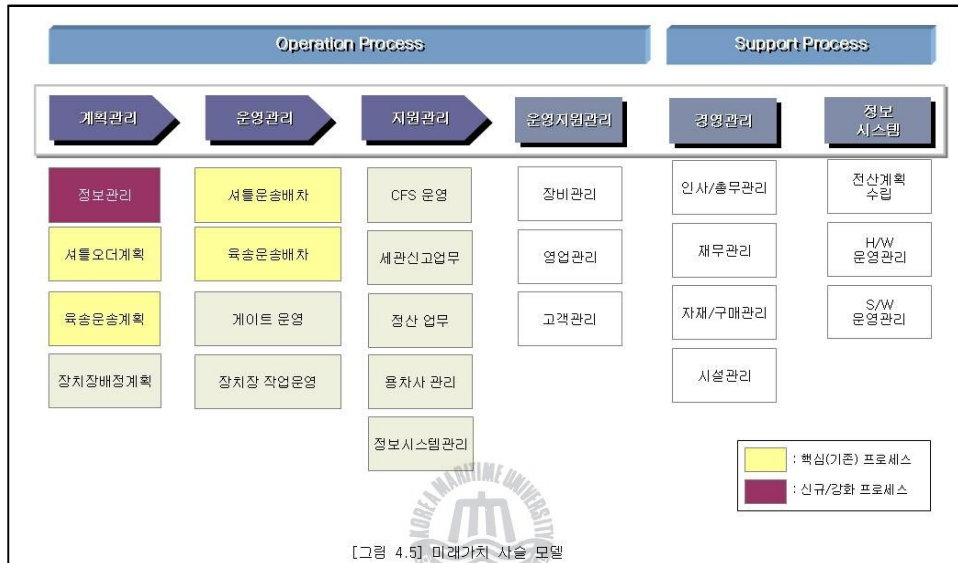 Operation Process
Support Process
계획관리
운영관리
지원관리
운영지원관리
경영관리
정보
시스템
정보관리
셔틀운송배차
CFS 운영
장비관리
인사/총무관리
전산계획
수립
셔틀오더계획
육송운송배차
세관신고업무
영업관리
재무관리
H/W
운영관리
육송운송계획
게이트 운영
정산 업무
고객관리
자재/구매관리
S/W
운영관리
장치장배정계획
장치장 작업운영
용차사 관리
시설관리
정보시스템관리
: 핵심(기존) 프로세스
: 신규/강화 프로세스
KOREA MARITIME UNIVERSITY
[그림 4.5] 미래가치 사슬 모델